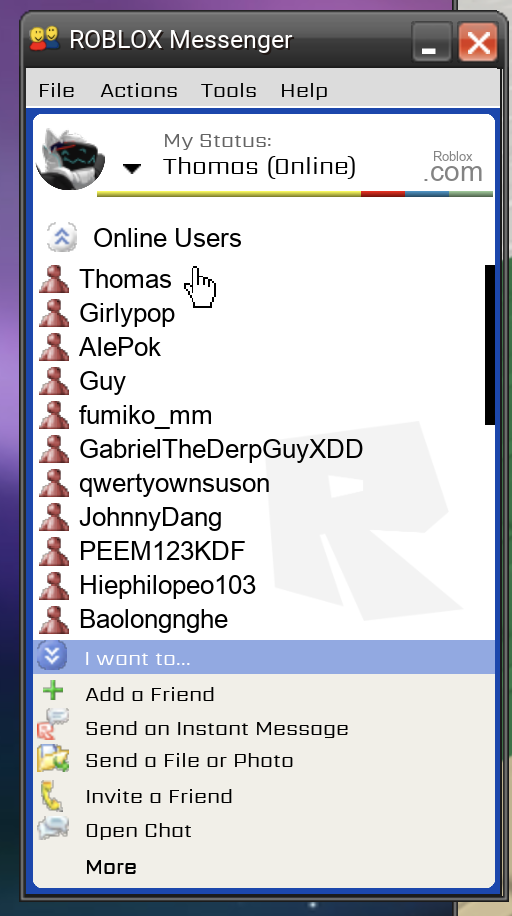 ROBLOX Messenger
File Actions Tools Help
My Status:
Thomas (Online)
Roblox
.com
Online Users
Thomas
Girlypop
AlePok
Guy
fumiko_mm
GabrielTheDerpGuyXDD
qwertyownsuson
JohnnyDang
PEEM123KDF
Hiephilopeo103
Baolongnghe
I want to...
Add a Friend
Send an Instant Message
Send a File or Photo
Invite a Friend
Open Chat
More